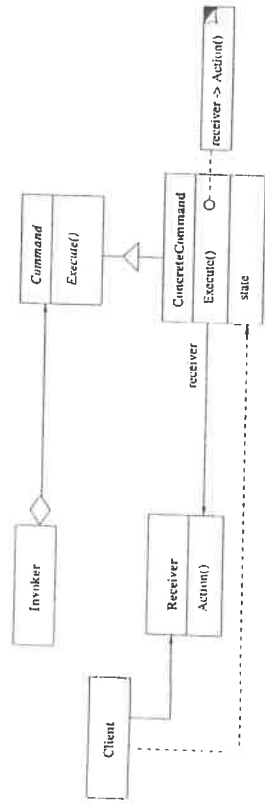 Client
Invoker
Command
Execute()
Receiver
Action()
receiver
ConcreteCommand
Execute()
state
receiver -> Action()